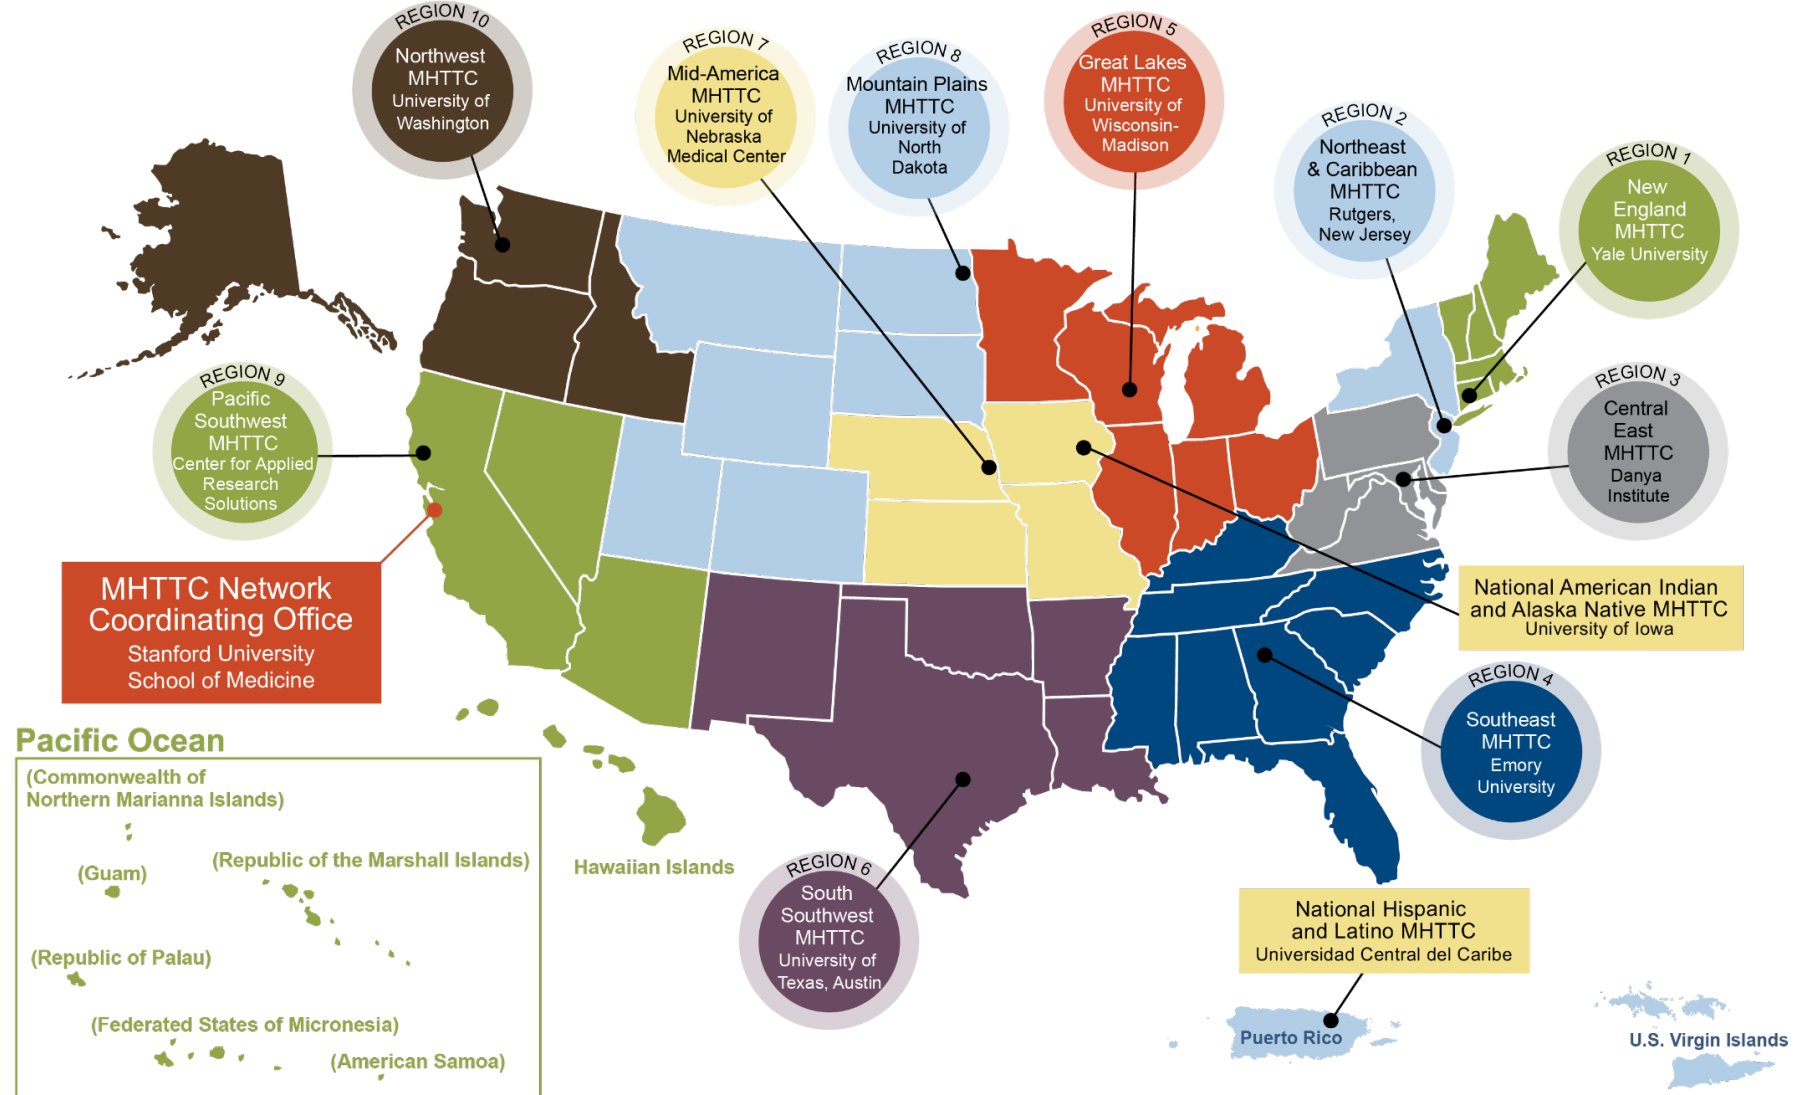 REGION 10
Northwest
MHTTC
University of
Washington
REGION 7
Mid-America
MHTTC
University of
Nebraska
Medical Center
REGION 8
Mountain Plains
MHTTC
University of
North
Dakota
REGION 5
Great Lakes
MHTTC
University of
Wisconsin-
Madison
REGION 2
Northeast
& Caribbean
MHTTC
Rutgers,
New Jersey
REGION 1
New
England
MHTTC
Yale University
REGION 9
Pacific
Southwest
MHTTC
Center for Applied
Research
Solutions
REGION 3
Central
East
MHTTC
Danya
Institute
MHTTC Network
Coordinating Office
Stanford University
School of Medicine
National American Indian
and Alaska Native MHTTC
University of Iowa
REGION 4
Southeast
MHTTC
Emory
University
Pacific Ocean
(Commonwealth of
Northern Marianna Islands)
(Guam)
(Republic of the Marshall Islands)
(Republic of Palau)
(Federated States of Micronesia)
(American Samoa)
Hawaiian Islands
REGION 6
South
Southwest
MHTTC
University of
Texas, Austin
National Hispanic
and Latino MHTTC
Universidad Central del Caribe
Puerto Rico
U.S. Virgin Islands